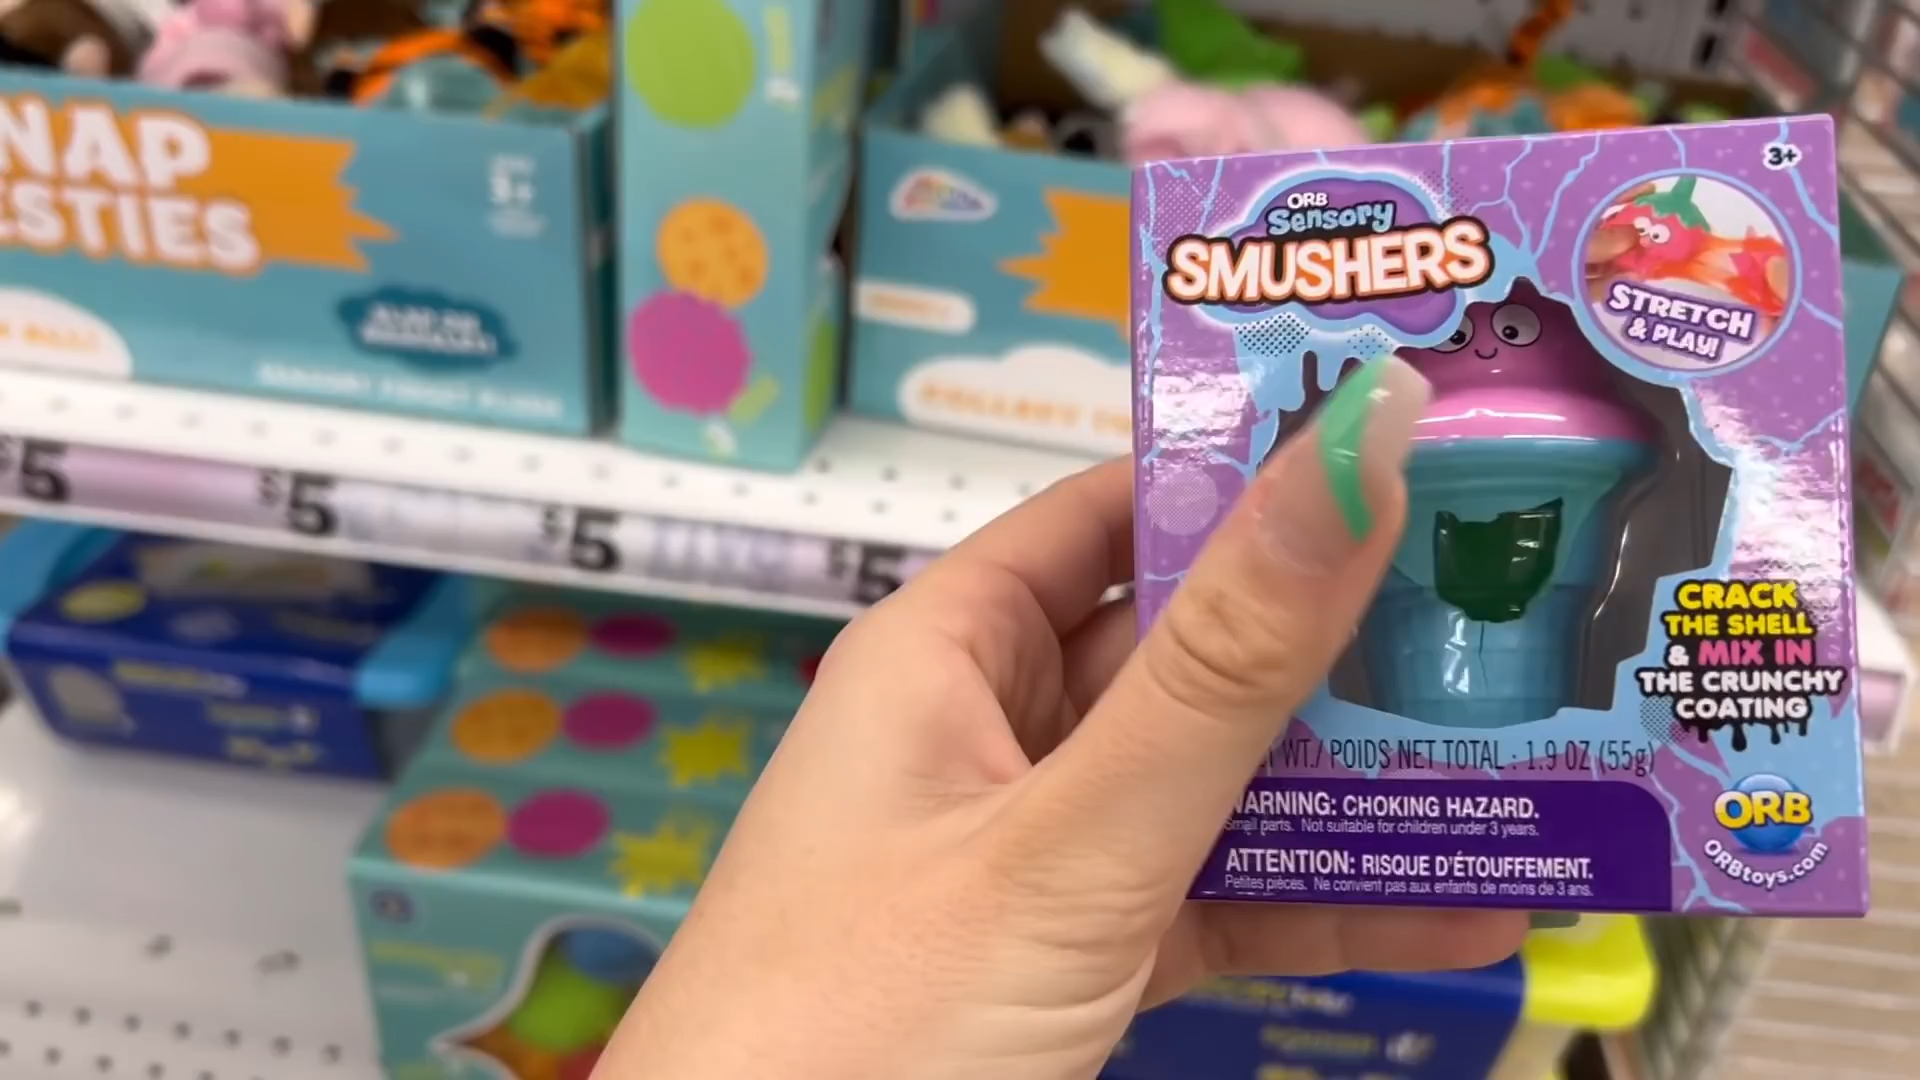 NAP
ESTIES
$5
$5
$5
$5
3+
ORB
Sensory
SMUSHERS
STRETCH
& PLAY!
CRACK
THE SHELL
& MIX IN
THE CRUNCHY
COATING
WT./ POIDS NET TOTAL : 1.9 OZ (55g)
WARNING: CHOKING HAZARD.
Small parts. Not suitable for children under 3 years.
ATTENTION: RISQUE D'ÉTOUFFEMENT.
Petites pièces. Ne convient pas aux enfants de moins de 3 ans.
ORB
ORBtoys.com